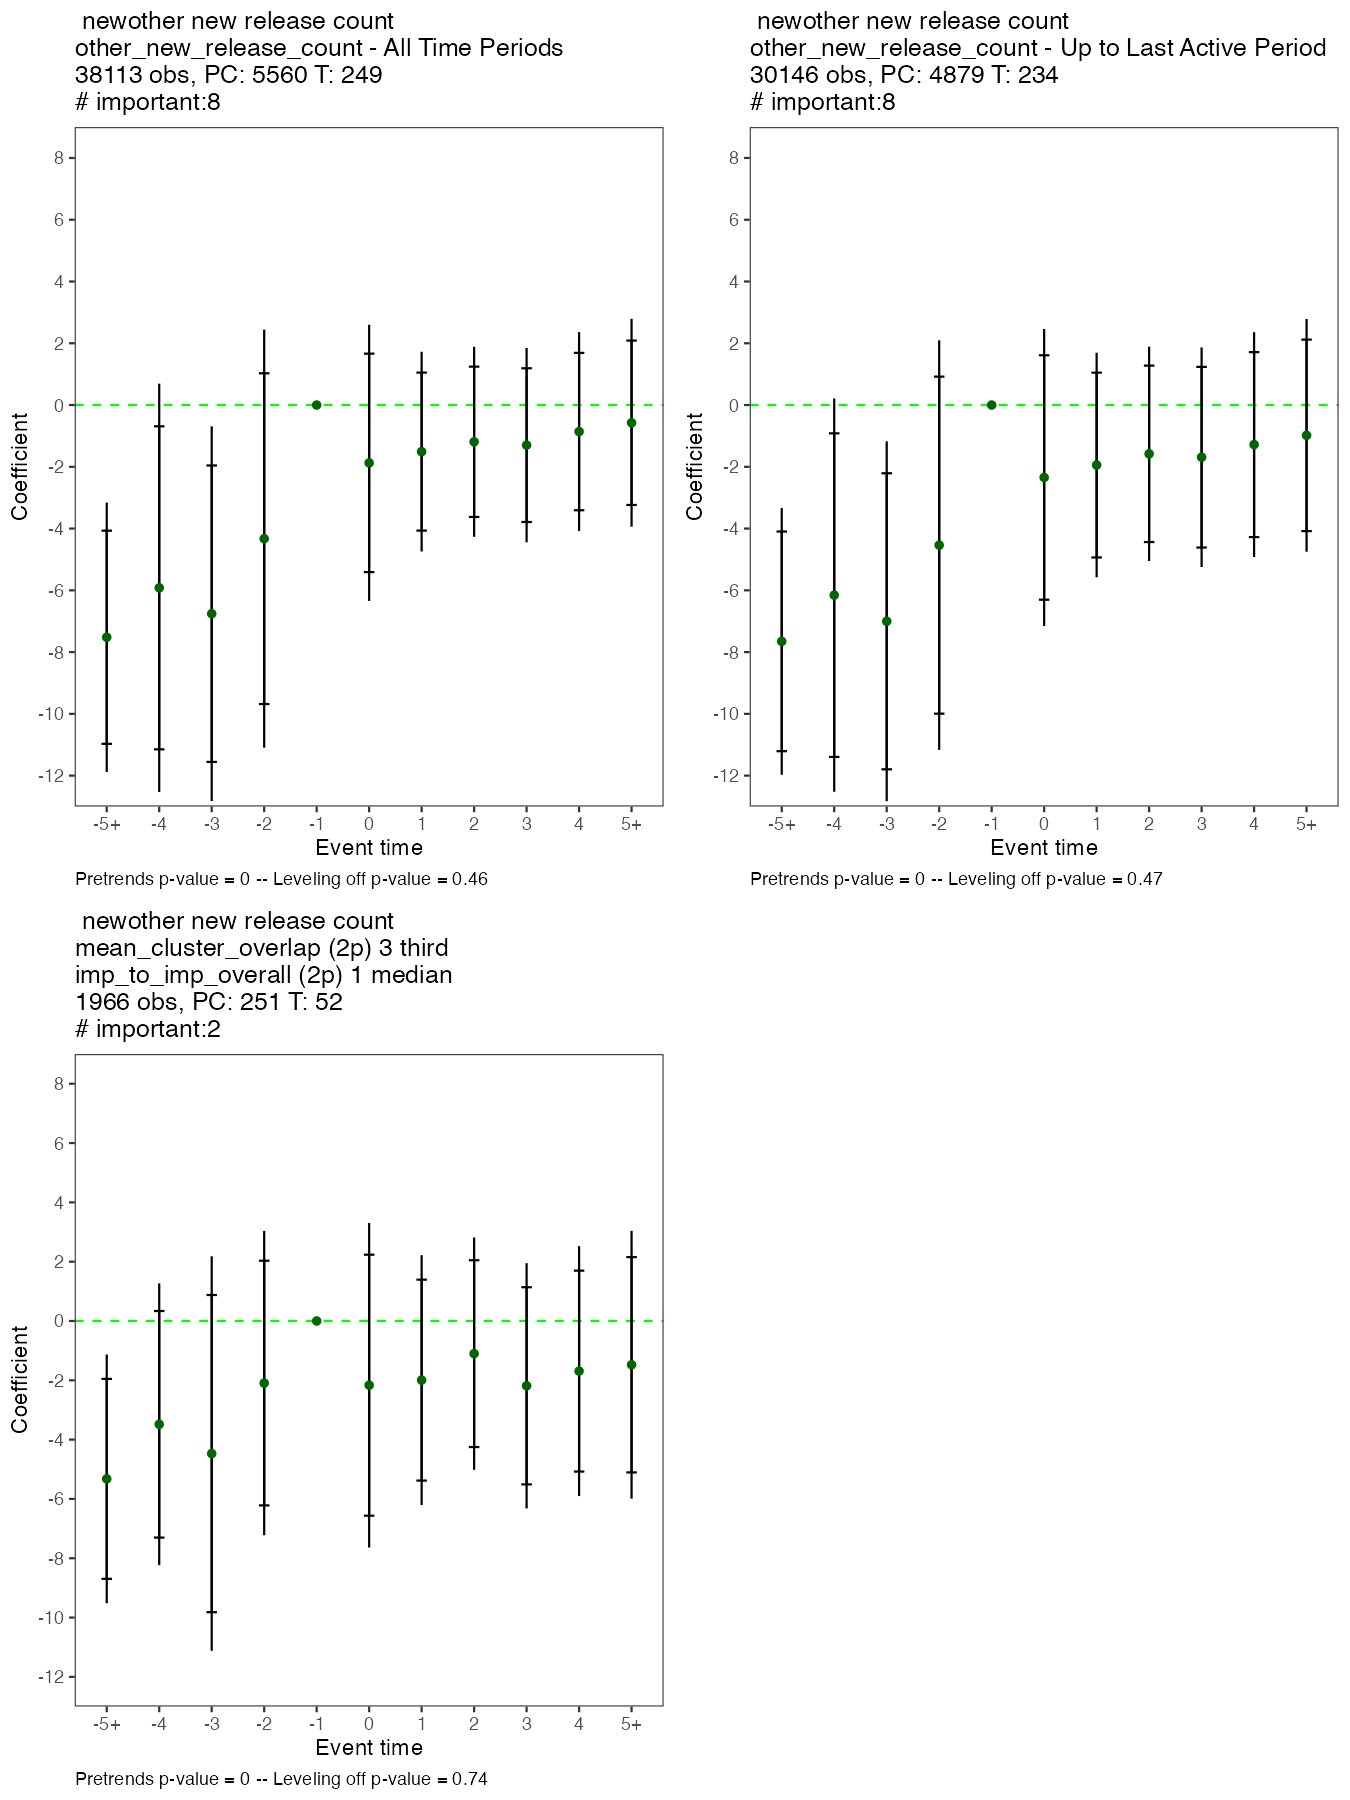 newother new release count
other_new_release_count - All Time Periods
38113 obs, PC: 5560 T: 249
# important:8
8
6
4
2
0
-2
-4
-6
-8
-10
-12
Coefficient
-5+ -4 -3 -2 -1 0 1 2 3 4 5+
Event time
Pretrends p-value = 0 -- Leveling off p-value = 0.46
newother new release count
other_new_release_count - Up to Last Active Period
30146 obs, PC: 4879 T: 234
# important:8
8
6
4
2
0
-2
-4
-6
-8
-10
-12
Coefficient
-5+ -4 -3 -2 -1 0 1 2 3 4 5+
Event time
Pretrends p-value = 0 -- Leveling off p-value = 0.47
newother new release count
mean_cluster_overlap (2p) 3 third
imp_to_imp_overall (2p) 1 median
1966 obs, PC: 251 T: 52
# important:2
8
6
4
2
0
-2
-4
-6
-8
-10
-12
Coefficient
-5+ -4 -3 -2 -1 0 1 2 3 4 5+
Event time
Pretrends p-value = 0 -- Leveling off p-value = 0.74